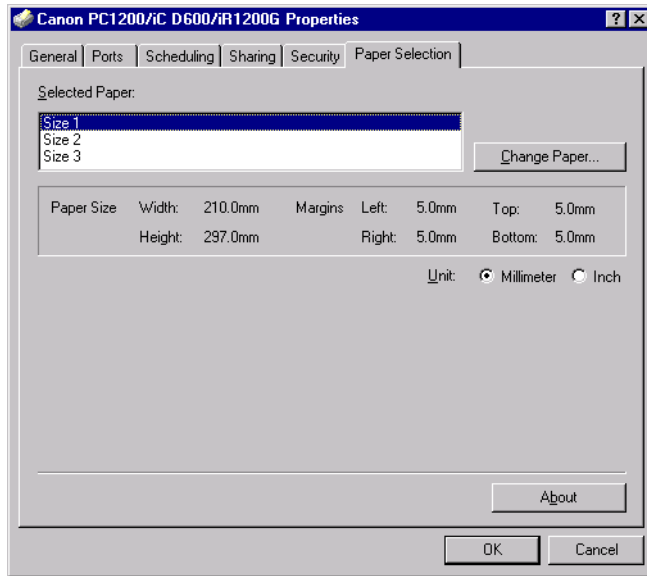 Canon PC1200/iC D600/iR1200G Properties
General Ports Scheduling Sharing Security Paper Selection
Selected Paper:
Size 1
Size 2
Size 3
Change Paper...
Paper Size Width: 210.0mm Margins Left: 5.0mm Top: 5.0mm
Height: 297.0mm Right: 5.0mm Bottom: 5.0mm
Unit: Millimeter Inch
About
OK Cancel